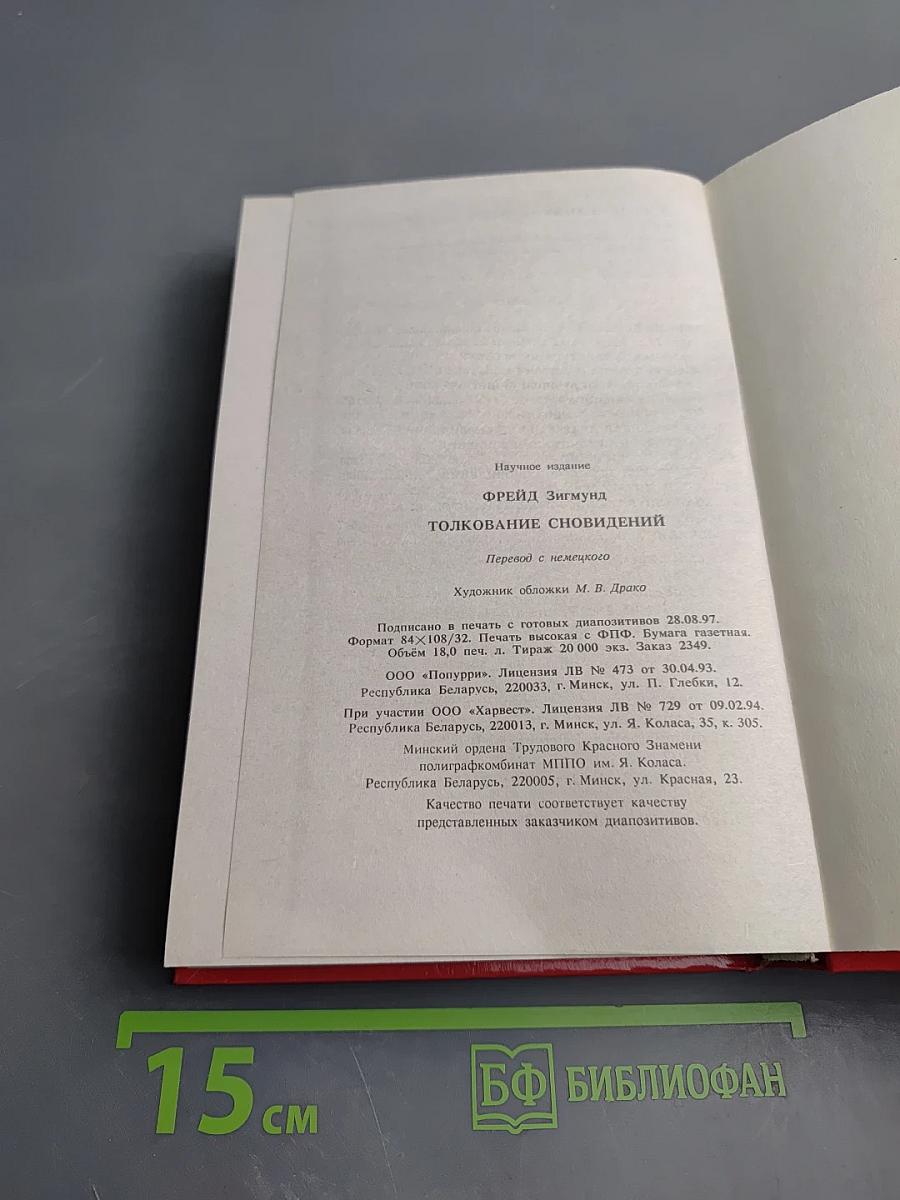 Научное издание
ФРЕЙД Зигмунд
ТОЛКОВАНИЕ СНОВИДЕНИЙ
Перевод с немецкого
Художник обложки М. В. Драко
Подписано в печать с готовых диапозитивов 28.08.97.
Формат 84×108/32. Печать высокая с ФПФ. Бумага газетная.
Объём 18,0 печ. л. Тираж 20 000 экз. Заказ 2349.
ООО «Попурри». Лицензия ЛВ № 473 от 30.04.93.
Республика Беларусь, 220033, г. Минск, ул. П. Глебки, 12.
При участии ООО «Харвест». Лицензия ЛВ № 729 от 09.02.94.
Республика Беларусь, 220013, г. Минск, ул. Я. Коласа, 35, к. 305.
Минский ордена Трудового Красного Знамени
полиграфкомбинат МППО им. Я. Коласа.
Республика Беларусь, 220005, г. Минск, ул. Красная, 23.
Качество печати соответствует качеству
представленных заказчиком диапозитивов.
15 см
БФ БИБЛИОФАН